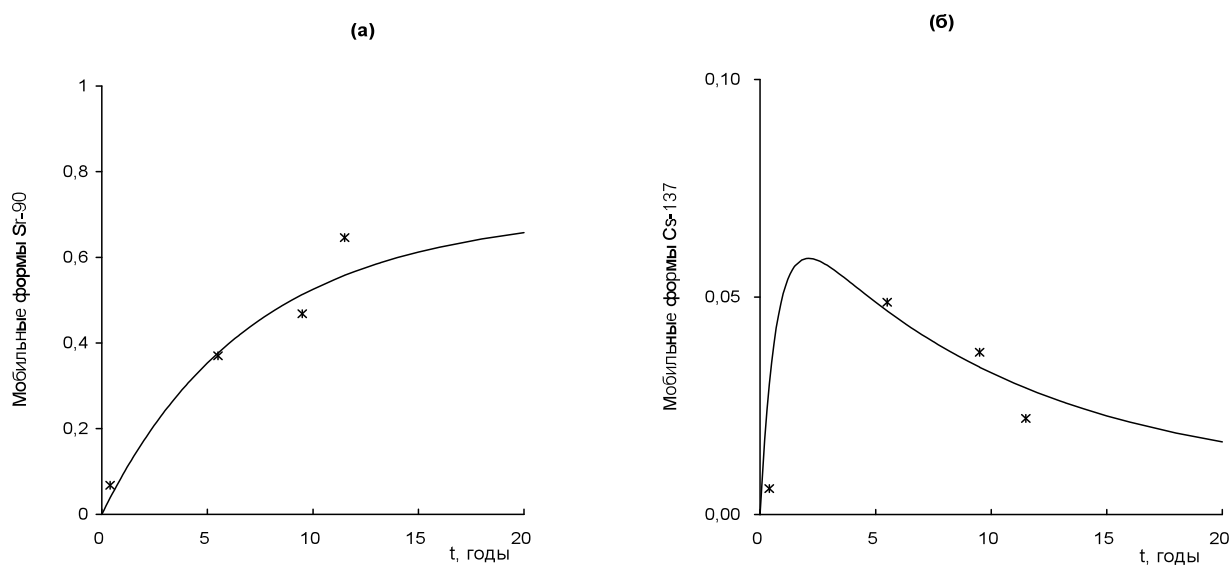 (а)
1
0,8
0,6
0,4
0,2
0
0 5 10 15 20
t, годы
Мобильные формы Sr-90
(б)
0,10
0,05
0,00
0 5 10 15 20
t, годы
Мобильные формы Cs-137